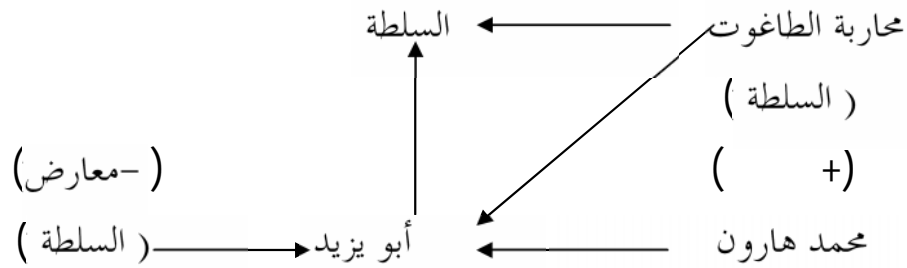 محاربة الطاغوت السلطة
( السلطة )
(+ ) (-معارض)
محمد هارون أبو يزيد ( السلطة )